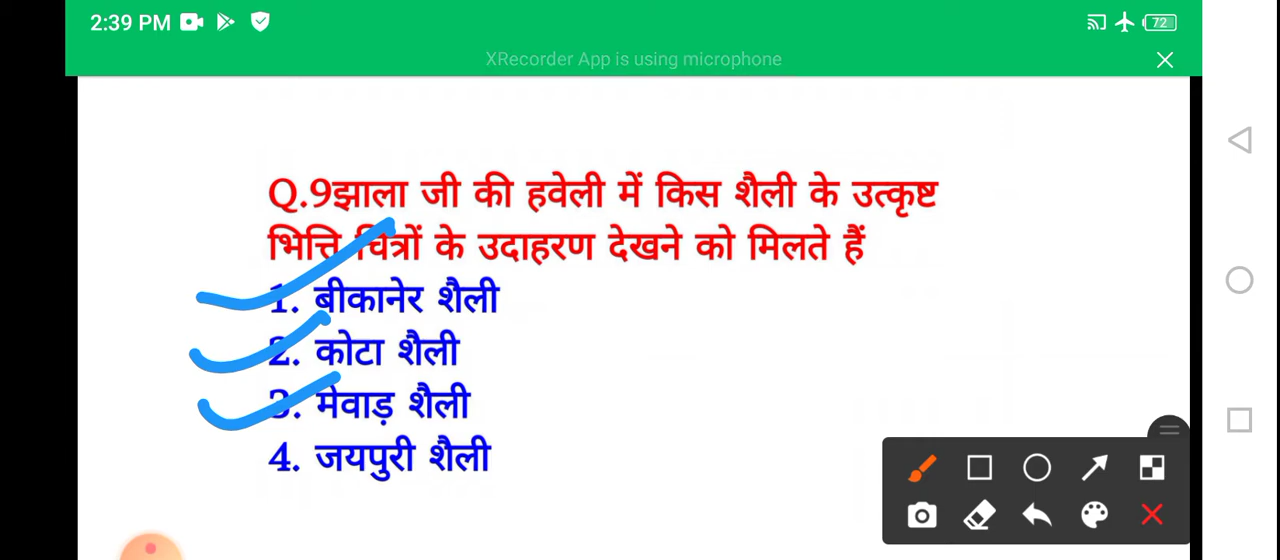 2:39 PM
72
XRecorder App is using microphone
Q.9झाला जी की हवेली में किस शैली के उत्कृष्ट
भित्ति चित्रों के उदाहरण देखने को मिलते हैं
1. बीकानेर शैली
2. कोटा शैली
3. मेवाड़ शैली
4. जयपुरी शैली